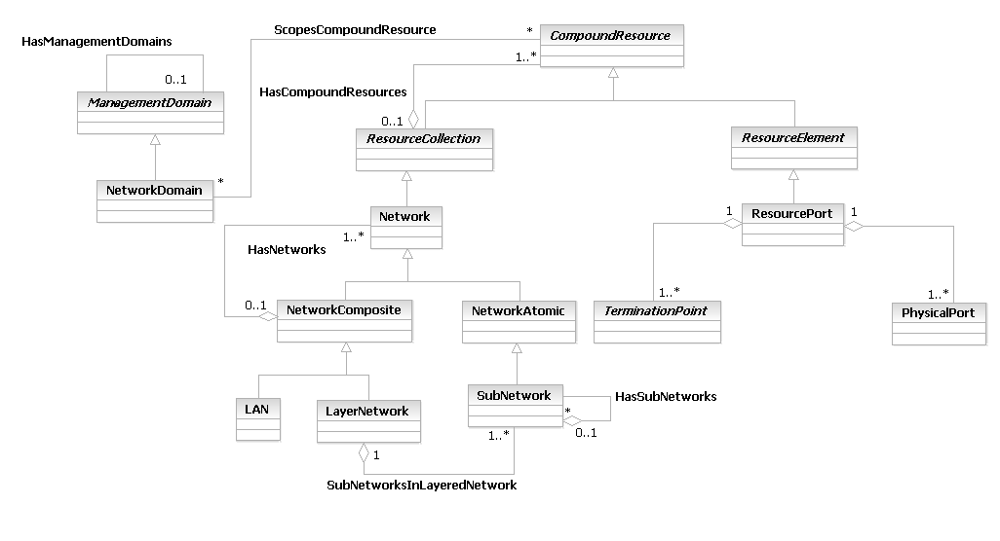 ScopesCompoundResource
*
CompoundResource
HasManagementDomains
1..*
0..1
HasCompoundResources
ManagementDomain
0..1
ResourceCollection
ResourceElement
NetworkDomain
*
Network
1
ResourcePort
1
1..*
HasNetworks
1..*
1..*
0..1
NetworkComposite
NetworkAtomic
TerminationPoint
PhysicalPort
SubNetwork
HasSubNetworks
LAN
LayerNetwork
*
1..*
0..1
1
SubNetworksInLayeredNetwork